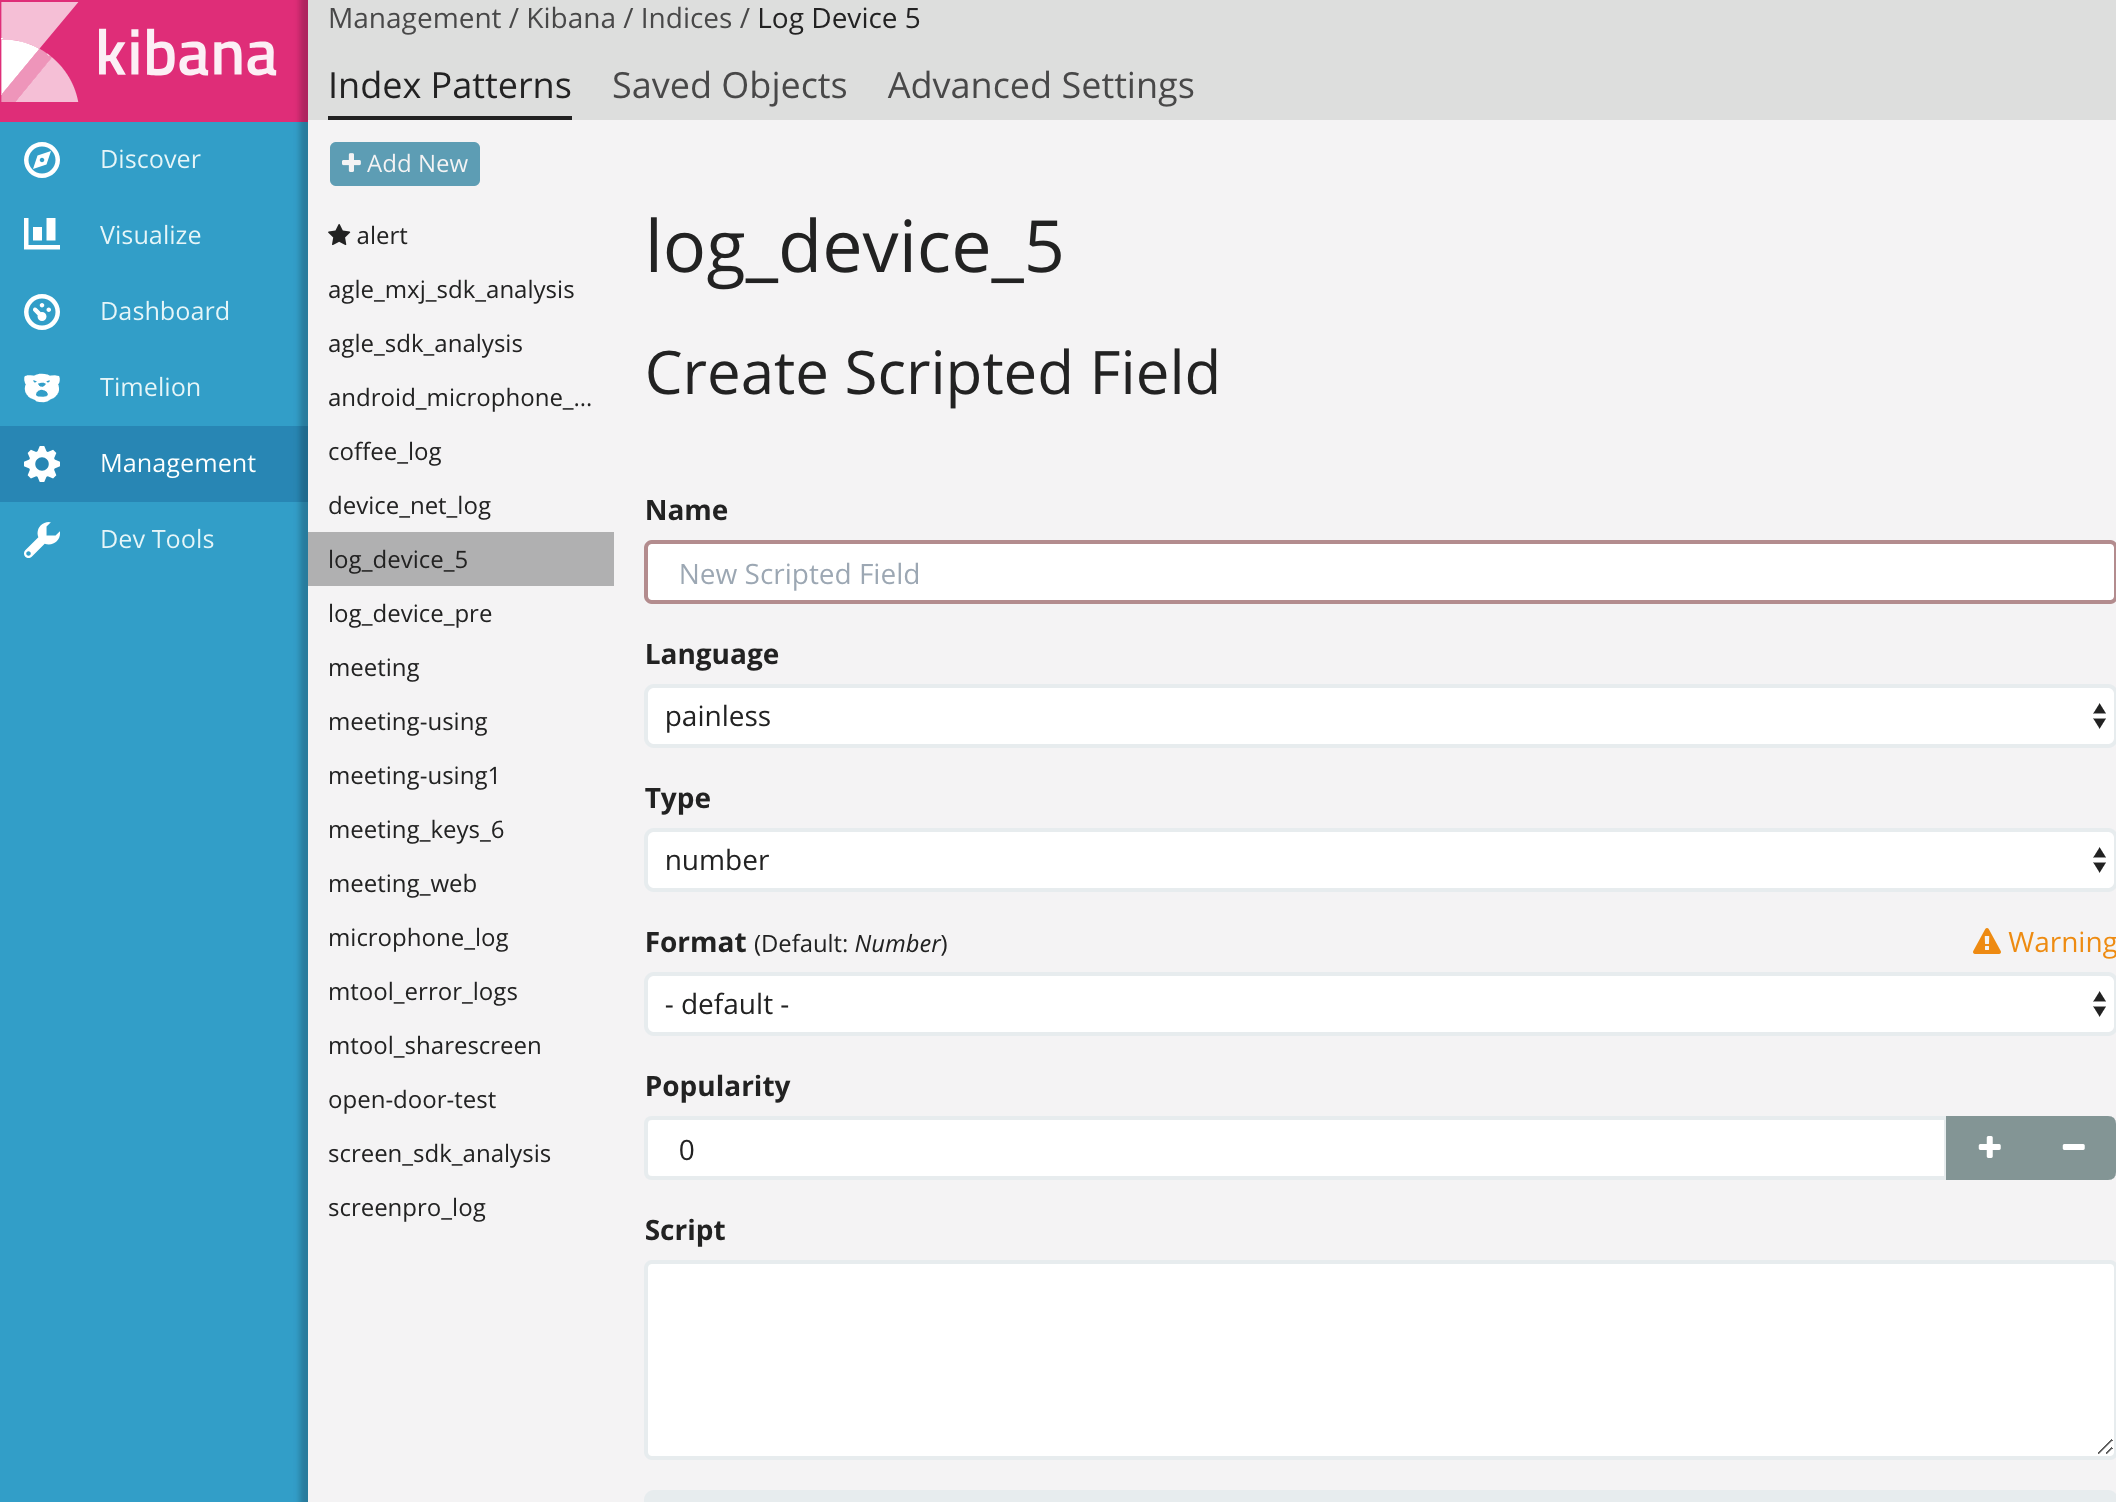 kibana
Discover
Visualize
Dashboard
Timelion
Management
Dev Tools
Management / Kibana / Indices / Log Device 5
Index Patterns Saved Objects Advanced Settings
Add New
alert
agle_mxj_sdk_analysis
agle_sdk_analysis
android_microphone_...
coffee_log
device_net_log
log_device_5
log_device_pre
meeting
meeting-using
meeting-using1
meeting_keys_6
meeting_web
microphone_log
mtool_error_logs
mtool_sharescreen
open-door-test
screen_sdk_analysis
screenpro_log
log_device_5
Create Scripted Field
Name
New Scripted Field
Language
painless
Type
number
Format (Default: Number) Warning
- default -
Popularity
0
Script